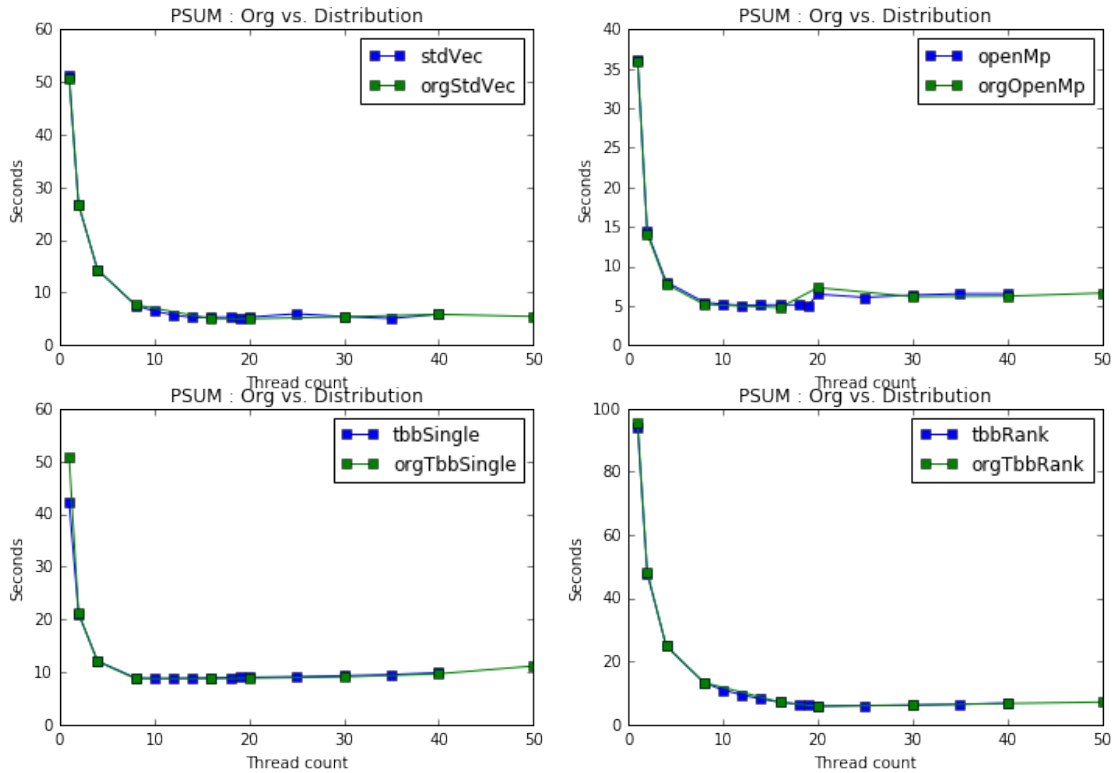 PSUM : Org vs. Distribution
60
50
40
30
20
10
0
Seconds
stdVec
orgStdVec
0 10 20 30 40 50
Thread count
PSUM : Org vs. Distribution
40
35
30
25
20
15
10
5
0
Seconds
openMp
orgOpenMp
0 10 20 30 40 50
Thread count
PSUM : Org vs. Distribution
60
50
40
30
20
10
0
Seconds
tbbSingle
orgTbbSingle
0 10 20 30 40 50
Thread count
PSUM : Org vs. Distribution
100
80
60
40
20
0
Seconds
tbbRank
orgTbbRank
0 10 20 30 40 50
Thread count